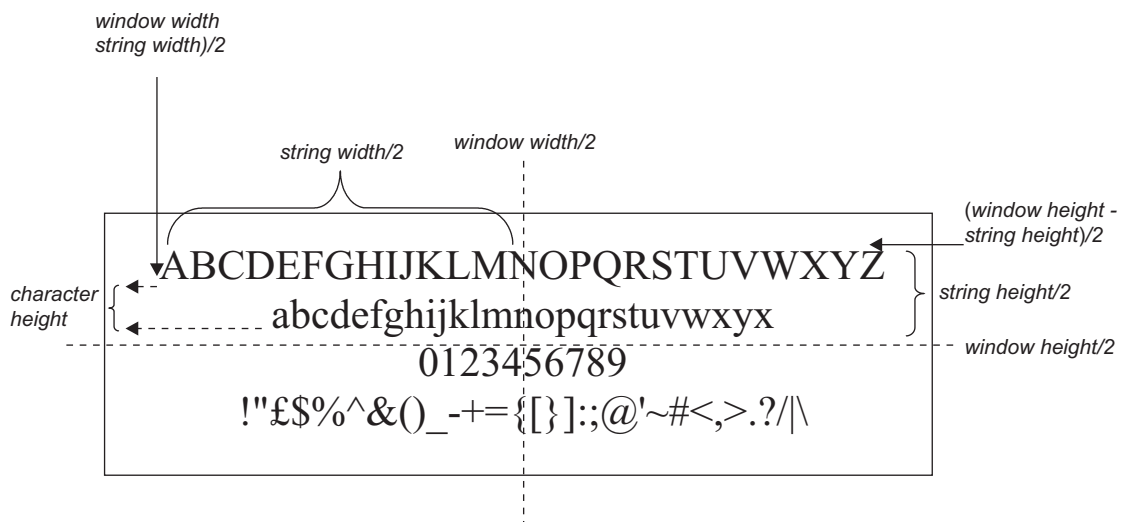 window width
string width)/2
string width/2
window width/2
(window height -
string height)/2
ABCDEFGHIJKLMNOPQRSTUVWXYZ
character
height
string height/2
abcdefghijklmnopqrstuvwxyx
window height/2
0123456789
!"£$%^&()_-+={[}]:;@'~#<,>.?/|\